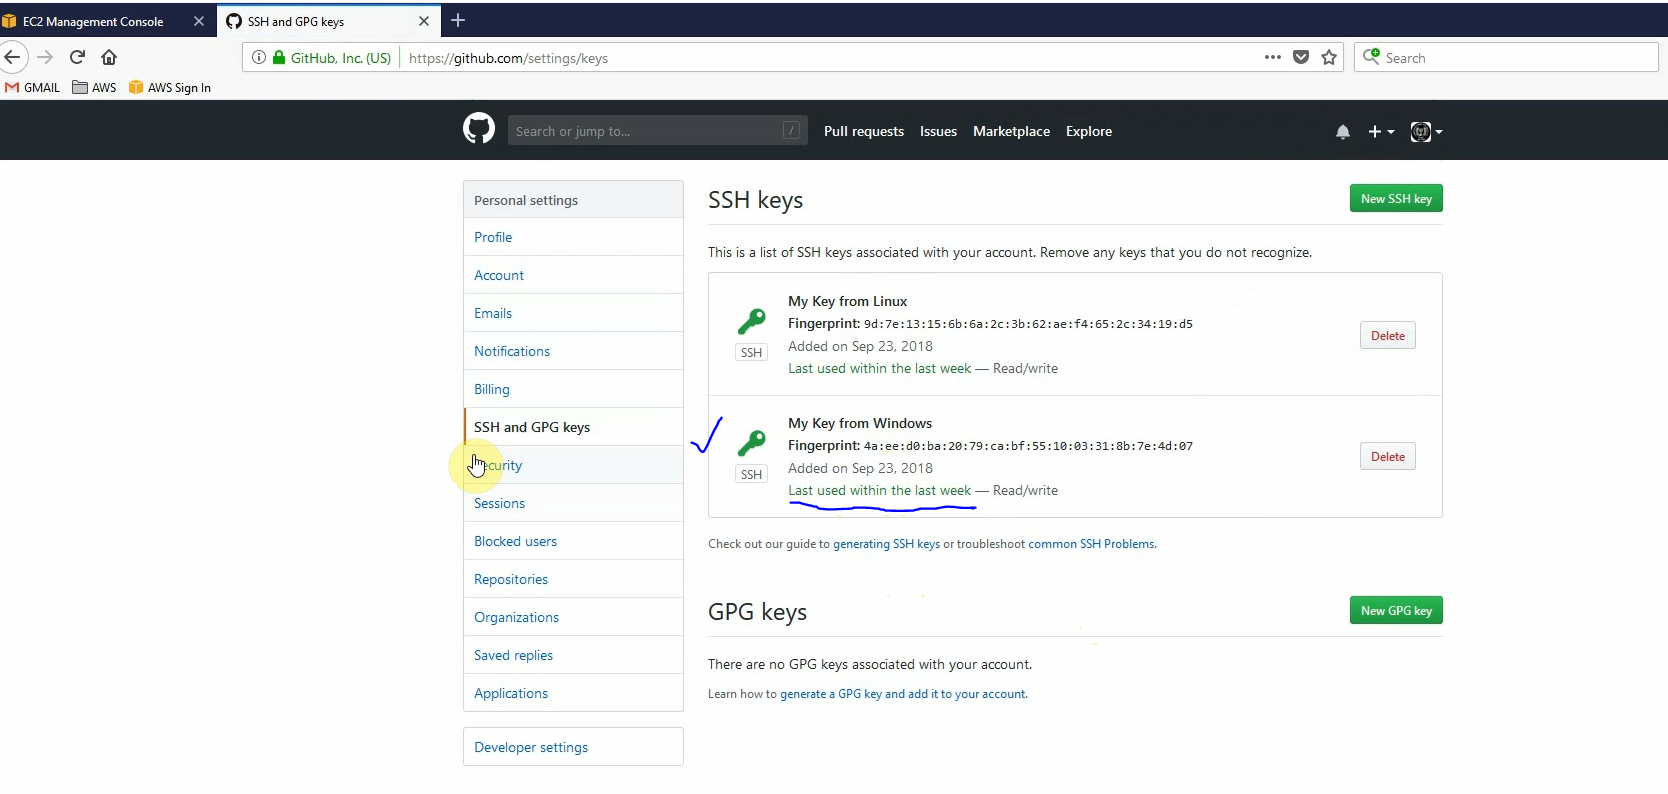 EC2 Management Console
SSH and GPG keys
GitHub, Inc. (US)
https://github.com/settings/keys
Search
GMAIL
AWS
AWS Sign In
Search or jump to...
/
Pull requests
Issues
Marketplace
Explore
Personal settings
Profile
Account
Emails
Notifications
Billing
SSH and GPG keys
Security
Sessions
Blocked users
Repositories
Organizations
Saved replies
Applications
Developer settings
SSH keys
New SSH key
This is a list of SSH keys associated with your account. Remove any keys that you do not recognize.
My Key from Linux
Fingerprint: 9d:7e:13:15:6b:6a:2c:3b:62:ae:f4:65:2c:34:19:d5
SSH
Added on Sep 23, 2018
Last used within the last week — Read/write
Delete
My Key from Windows
Fingerprint: 4a:ee:d0:ba:20:79:ca:bf:55:10:03:31:8b:7e:4d:07
SSH
Added on Sep 23, 2018
Last used within the last week — Read/write
Delete
Check out our guide to generating SSH keys or troubleshoot common SSH Problems.
GPG keys
New GPG key
There are no GPG keys associated with your account.
Learn how to generate a GPG key and add it to your account.